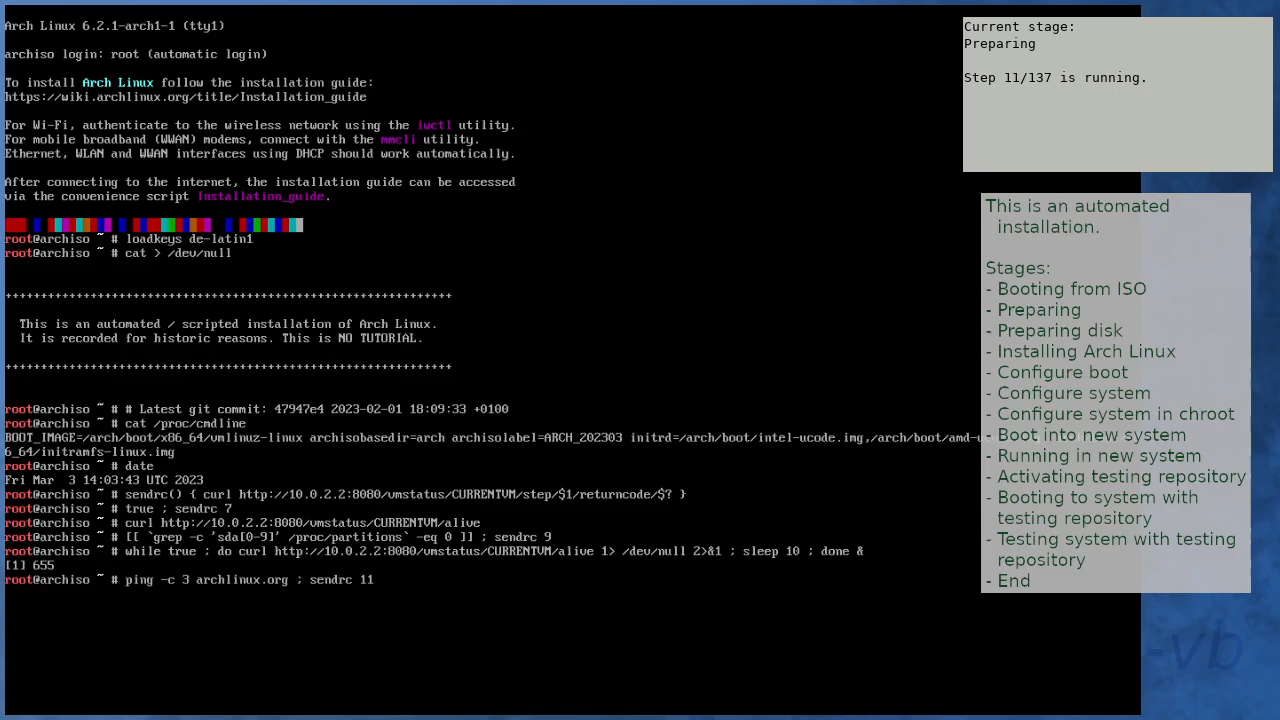 Arch Linux 6.2.1-arch1-1 (tty1)
archiso login: root (automatic login)
To install Arch Linux follow the installation guide:
https://wiki.archlinux.org/title/Installation_guide
For Wi-Fi, authenticate to the wireless network using the iwctl utility.
For mobile broadband (WWAN) modems, connect with the mmcli utility.
Ethernet, WLAN and WWAN interfaces using DHCP should work automatically.
After connecting to the internet, the installation guide can be accessed
via the convenience script Installation_guide.
root@archiso ~ # loadkeys de-latin1
root@archiso ~ # cat > /dev/null
+++++++++++++++++++++++++++++++++++++++++++++++++++++++++++++++
This is an automated / scripted installation of Arch Linux.
It is recorded for historic reasons. This is NO TUTORIAL.
+++++++++++++++++++++++++++++++++++++++++++++++++++++++++++++++
root@archiso ~ # # Latest git commit: 47947e4 2023-02-01 18:09:33 +0100
root@archiso ~ # cat /proc/cmdline
BOOT_IMAGE=/arch/boot/x86_64/vmlinuz-linux archisobasedir=arch archisolabel=ARCH_202303 initrd=/arch/boot/intel-ucode.img,/arch/boot/amd-u
6_64/initramfs-linux.img
root@archiso ~ # date
Fri Mar  3 14:03:43 UTC 2023
root@archiso ~ # sendrc() { curl http://10.0.2.2:8080/vmstatus/CURRENTVM/step/$1/returncode/$? }
root@archiso ~ # true ; sendrc 7
root@archiso ~ # curl http://10.0.2.2:8080/vmstatus/CURRENTVM/alive
root@archiso ~ # [[ `grep -c 'sda[0-9]' /proc/partitions` -eq 0 ]] ; sendrc 9
root@archiso ~ # while true ; do curl http://10.0.2.2:8080/vmstatus/CURRENTVM/alive 1> /dev/null 2>&1 ; sleep 10 ; done &
[1] 655
root@archiso ~ # ping -c 3 archlinux.org ; sendrc 11
Current stage:
Preparing
Step 11/137 is running.
This is an automated
installation.
Stages:
- Booting from ISO
- Preparing
- Preparing disk
- Installing Arch Linux
- Configure boot
- Configure system
- Configure system in chroot
- Boot into new system
- Running in new system
- Activating testing repository
- Booting to system with
testing repository
- Testing system with testing
repository
- End
-vb